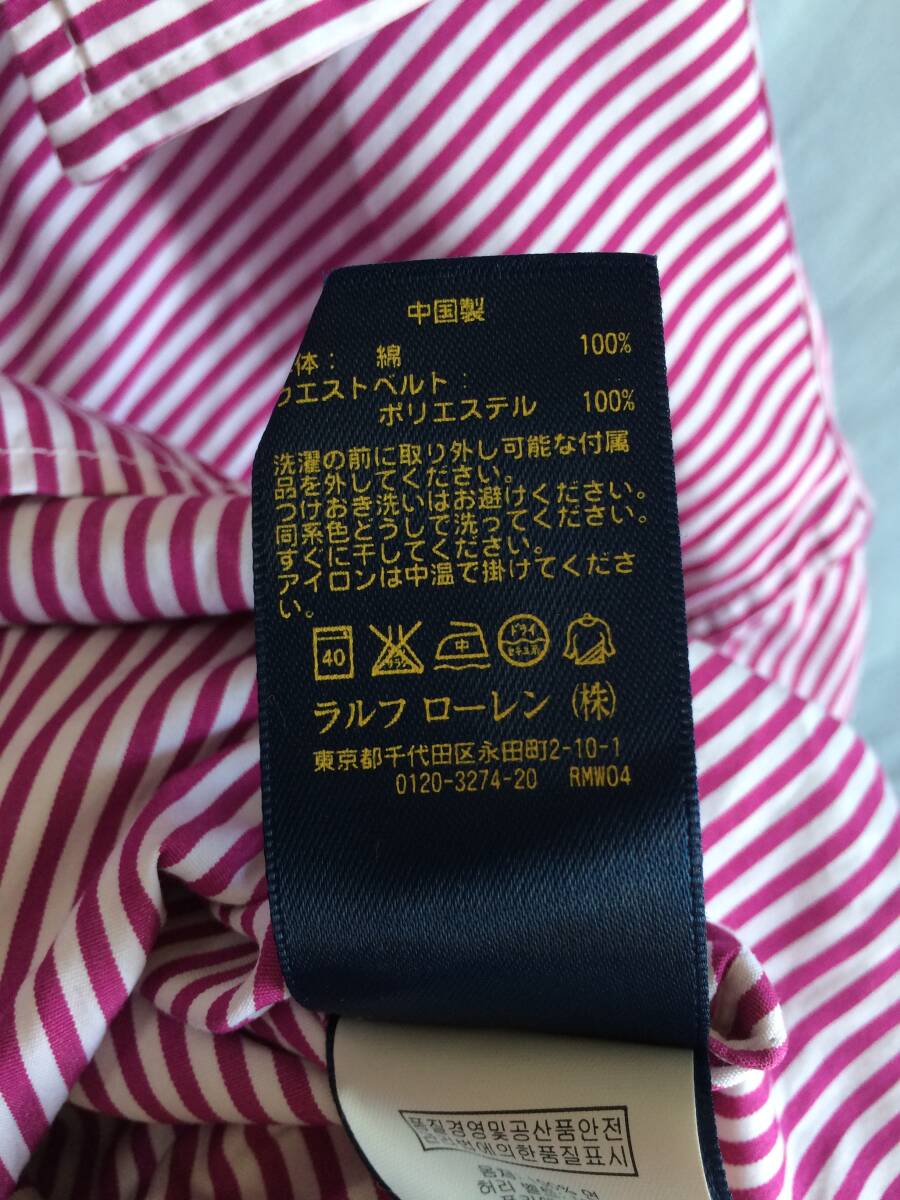 中国製
体: 綿 100%
ウエストベルト:
ポリエステル 100%
洗濯の前に取り外し可能な付属
品を外してください。
つけおき洗いはお避けください。
同系色どうしで洗ってください。
すぐに干してください。
アイロンは中温で掛けてくださ
い。
40 中 ドライ
ラルフ ローレン (株)
東京都千代田区永田町2-10-1
0120-3274-20 RMW04
품질경영및공산품안전
에의한품질표시
허리